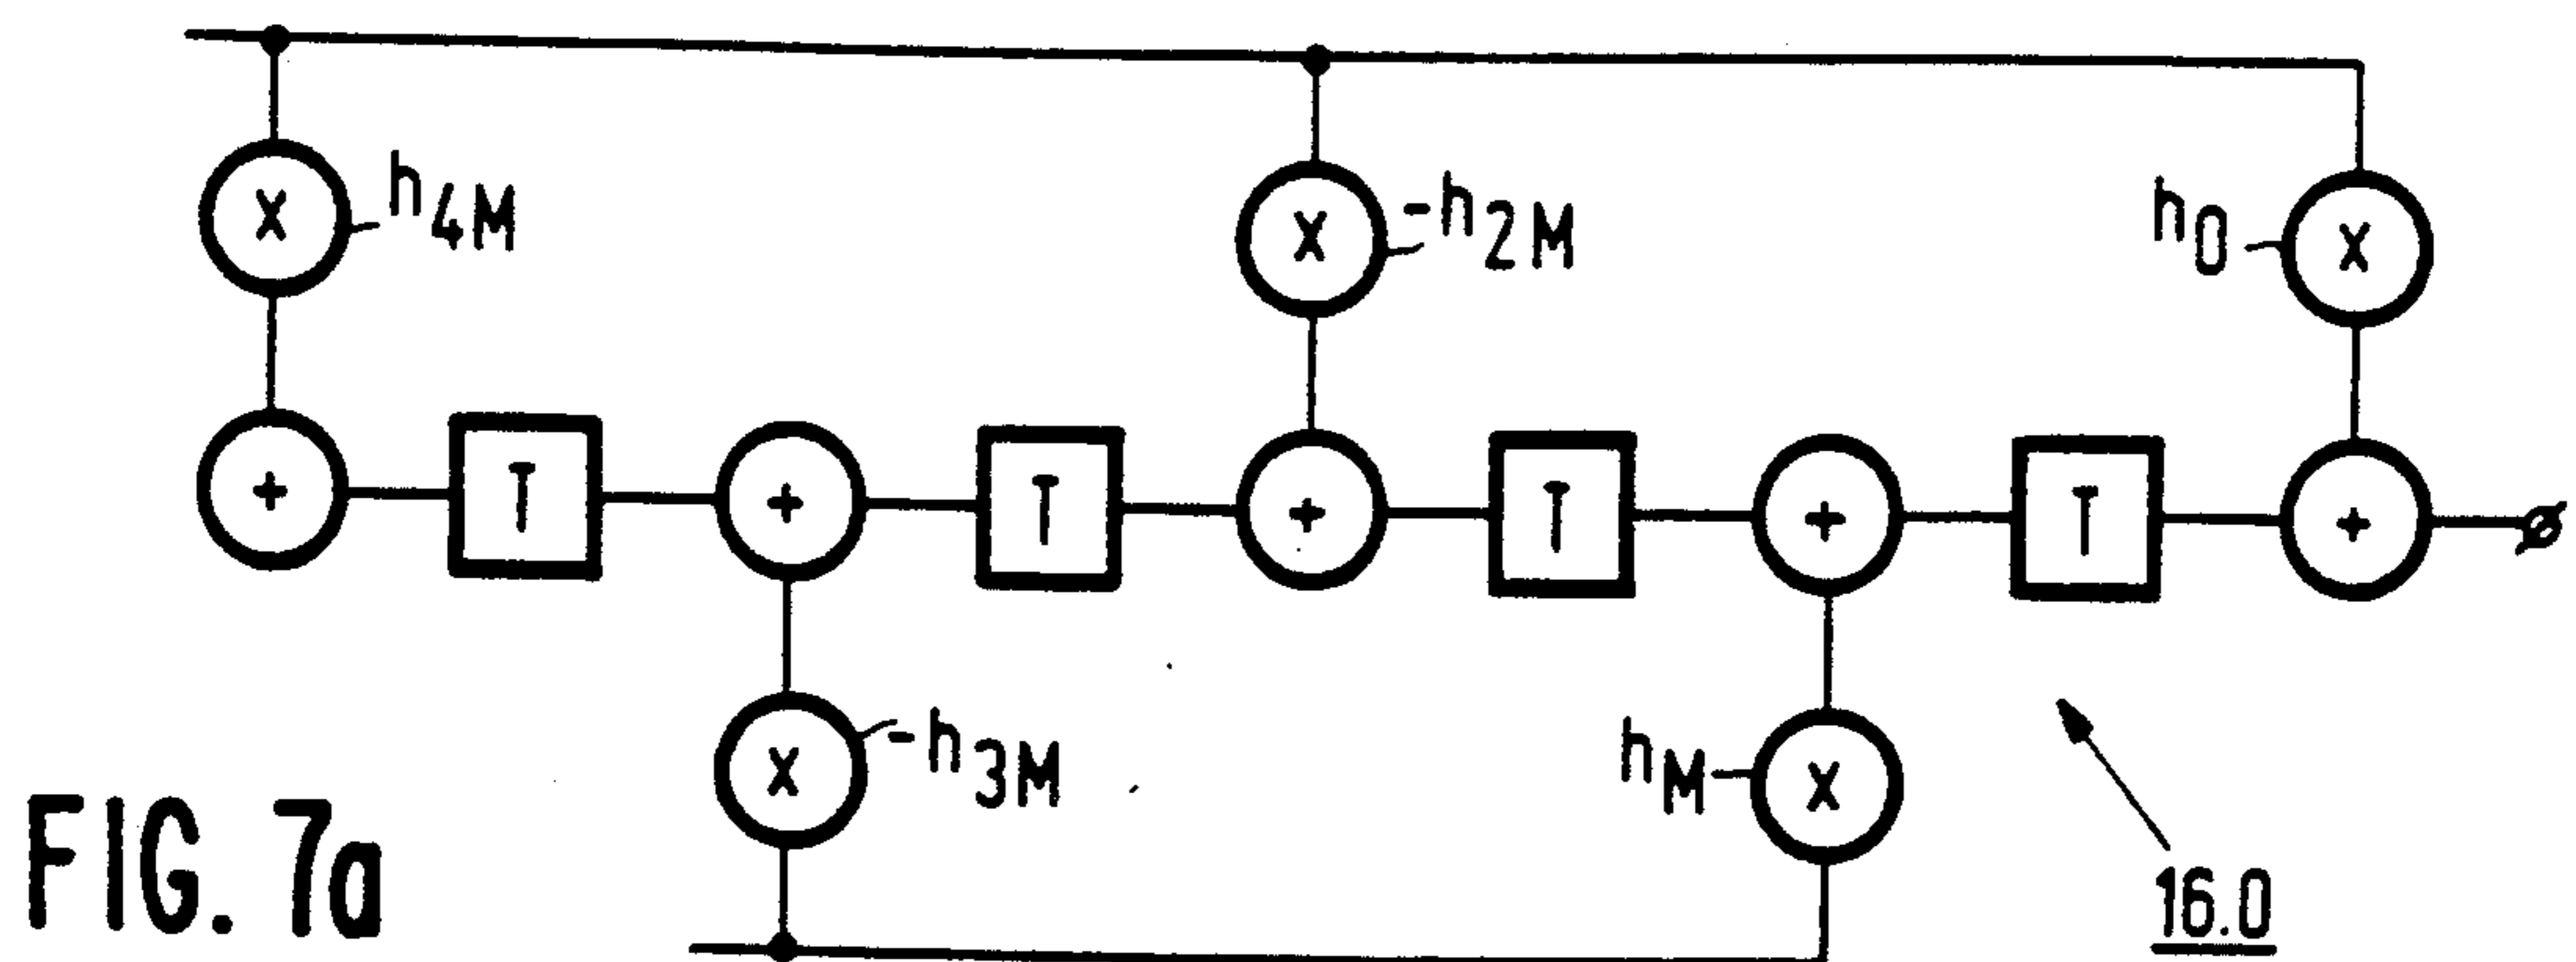 X h4M
X -h2M
h0 X
+ T + T + T + T +
X -h3M
hM X
FIG. 7a
16.0